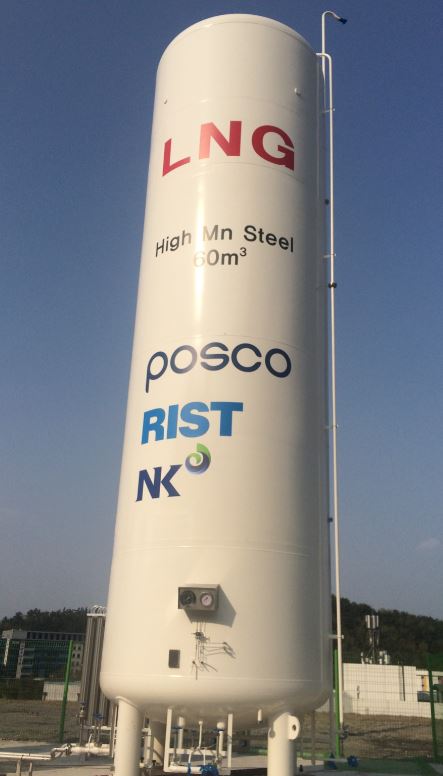 LNG
High Mn Steel
60m³
posco
RIST
NK